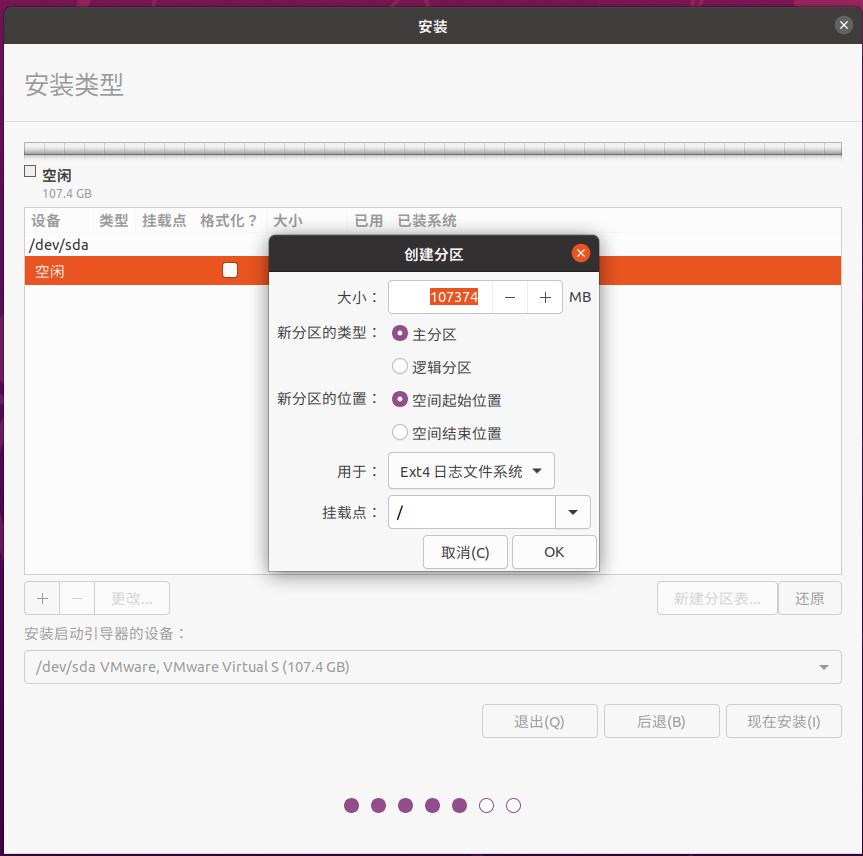 安装
安装类型
空闲
107.4 GB
设备 类型 挂载点 格式化？ 大小 已用 已装系统
/dev/sda
空闲
创建分区
大小： 107374 MB
新分区的类型： 主分区
逻辑分区
新分区的位置： 空间起始位置
空间结束位置
用于： Ext4 日志文件系统
挂载点： /
取消(C) OK
+ − 更改... 新建分区表... 还原
安装启动引导器的设备：
/dev/sda VMware, VMware Virtual S (107.4 GB)
退出(Q) 后退(B) 现在安装(I)